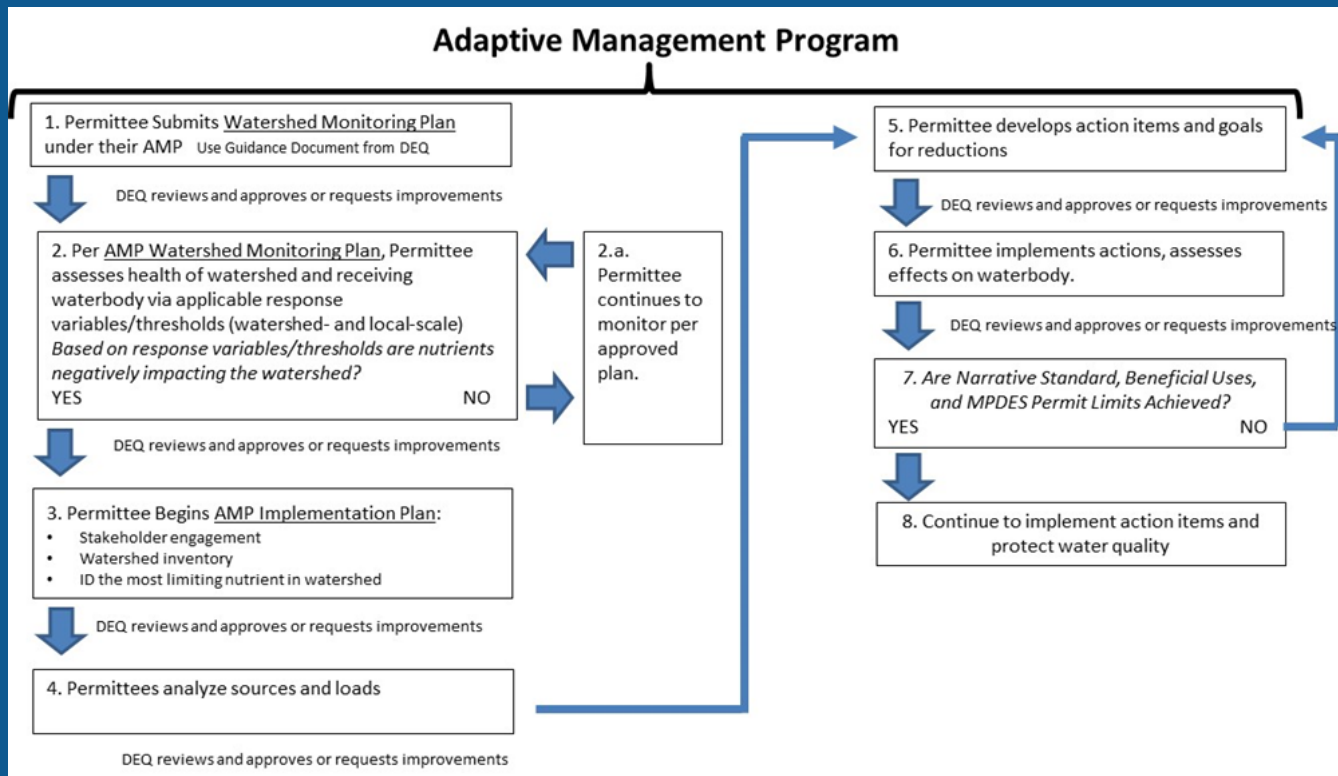 Adaptive Management Program
1. Permittee Submits Watershed Monitoring Plan
under their AMP Use Guidance Document from DEQ
DEQ reviews and approves or requests improvements
2. Per AMP Watershed Monitoring Plan, Permittee
assesses health of watershed and receiving
waterbody via applicable response
variables/thresholds (watershed- and local-scale)
Based on response variables/thresholds are nutrients
negatively impacting the watershed?
YES NO
2.a.
Permittee
continues to
monitor per
approved
plan.
DEQ reviews and approves or requests improvements
3. Permittee Begins AMP Implementation Plan:
• Stakeholder engagement
• Watershed inventory
• ID the most limiting nutrient in watershed
DEQ reviews and approves or requests improvements
4. Permittees analyze sources and loads
DEQ reviews and approves or requests improvements
5. Permittee develops action items and goals
for reductions
DEQ reviews and approves or requests improvements
6. Permittee implements actions, assesses
effects on waterbody.
DEQ reviews and approves or requests improvements
7. Are Narrative Standard, Beneficial Uses,
and MPDES Permit Limits Achieved?
YES NO
8. Continue to implement action items and
protect water quality